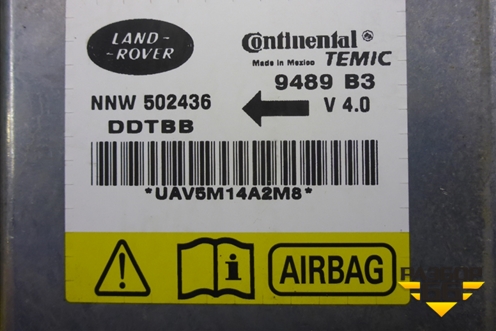 LAND-
-ROVER
Continental
Made in Mexico TEMIC
9489 B3
NNW 502436 V 4.0
DDTBB
*UAV5M14A2M8*
i AIRBAG